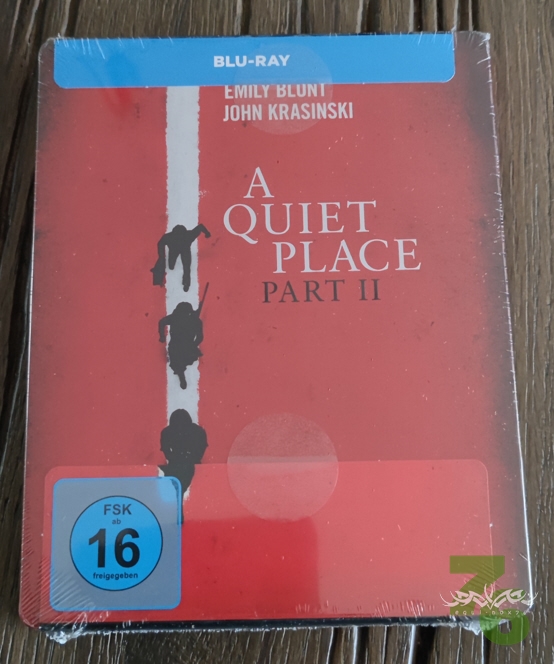 BLU-RAY
EMILY BLUNT
JOHN KRASINSKI
A
QUIET
PLACE
PART II
FSK
ab
16
freigegeben